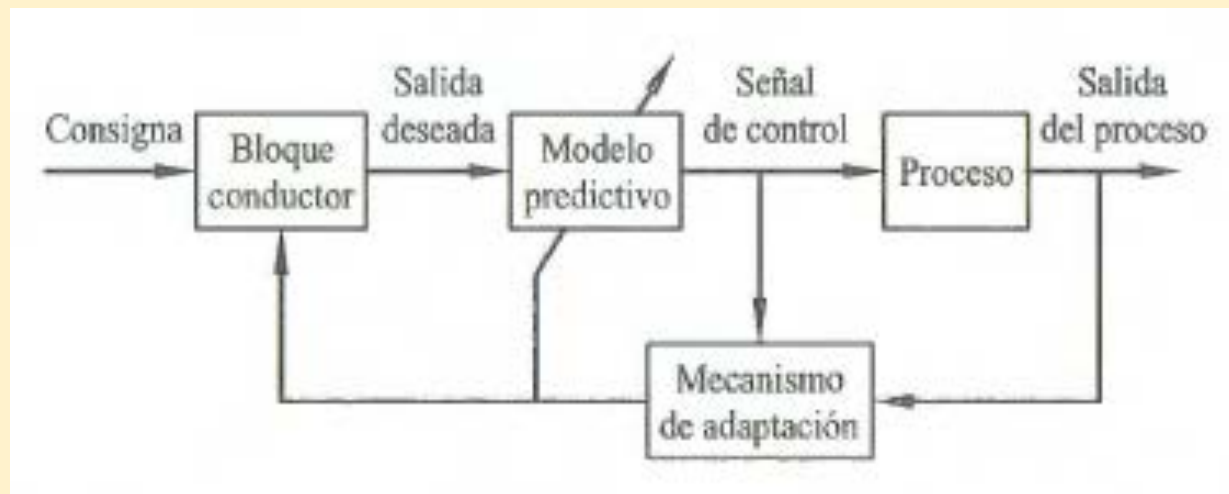 Consigna
Bloque
conductor
Salida
deseada
Modelo
predictivo
Señal
de control
Proceso
Salida
del proceso
Mecanismo
de adaptación